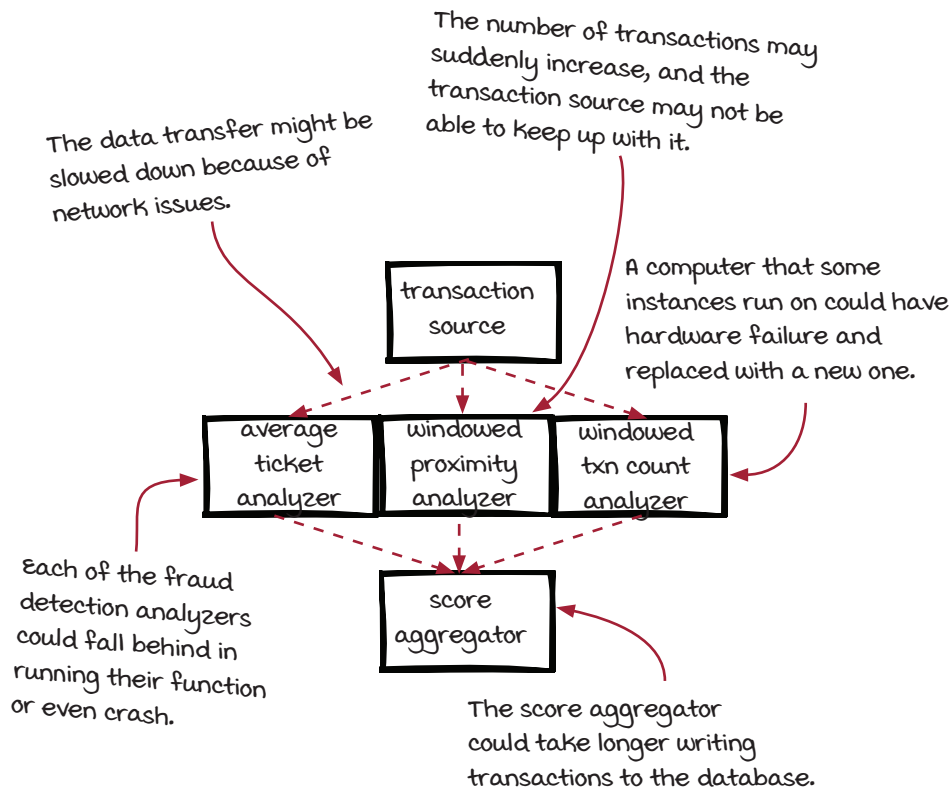 The number of transactions may
suddenly increase, and the
transaction source may not be
able to keep up with it.
The data transfer might be
slowed down because of
network issues.
transaction
source
A computer that some
instances run on could have
hardware failure and
replaced with a new one.
average
ticket
analyzer
windowed
proximity
analyzer
windowed
txn count
analyzer
Each of the fraud
detection analyzers
could fall behind in
running their function
or even crash.
score
aggregator
The score aggregator
could take longer writing
transactions to the database.